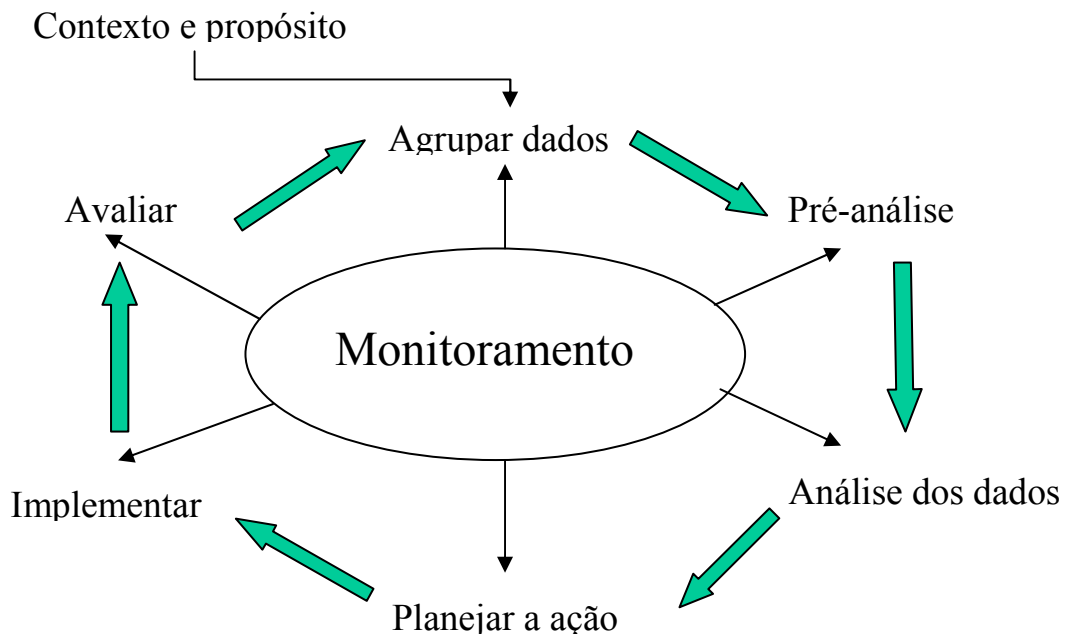 Contexto e propósito
Agrupar dados
Avaliar
Pré-análise
Monitoramento
Implementar
Análise dos dados
Planejar a ação